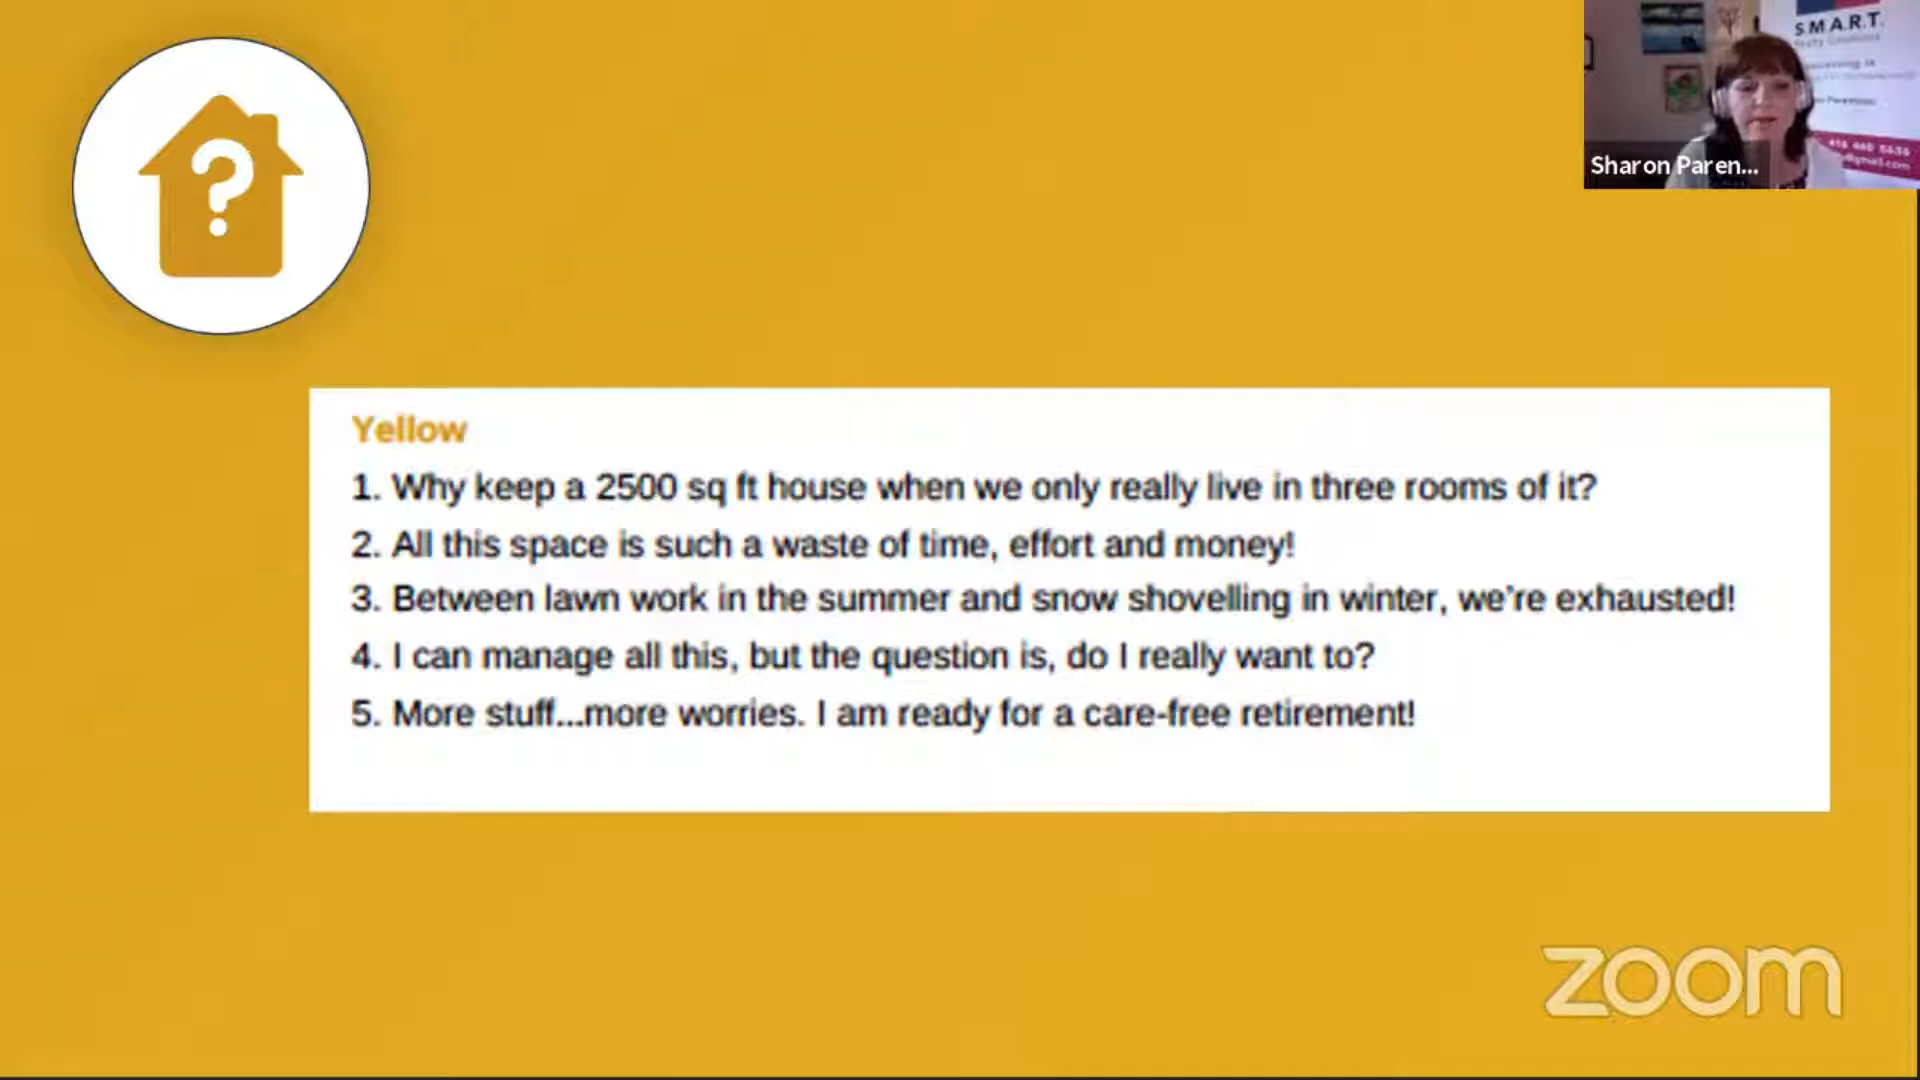 S.M.A.R.T.
Sharon Paren...
?
Yellow
1. Why keep a 2500 sq ft house when we only really live in three rooms of it?
2. All this space is such a waste of time, effort and money!
3. Between lawn work in the summer and snow shovelling in winter, we're exhausted!
4. I can manage all this, but the question is, do I really want to?
5. More stuff...more worries. I am ready for a care-free retirement!
zoom